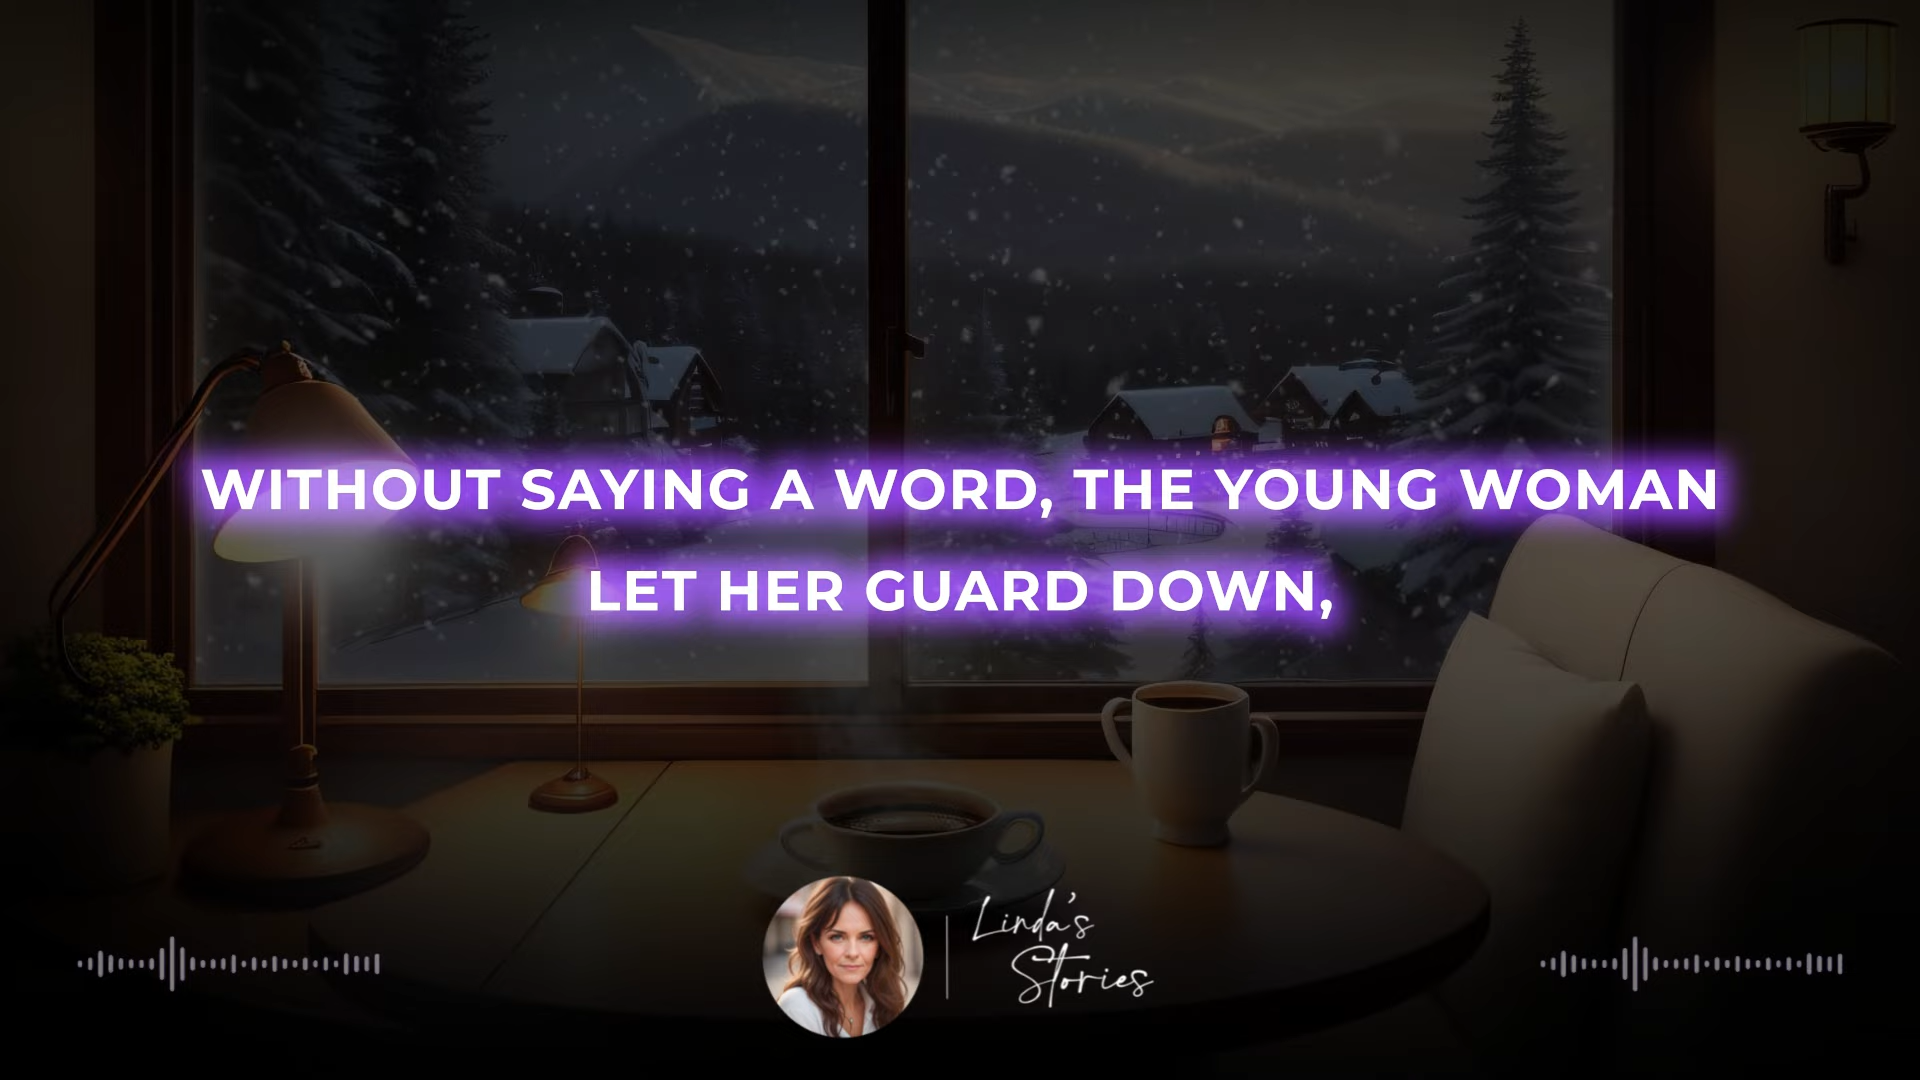 WITHOUT SAYING A WORD, THE YOUNG WOMAN
LET HER GUARD DOWN,
Linda's
Stories